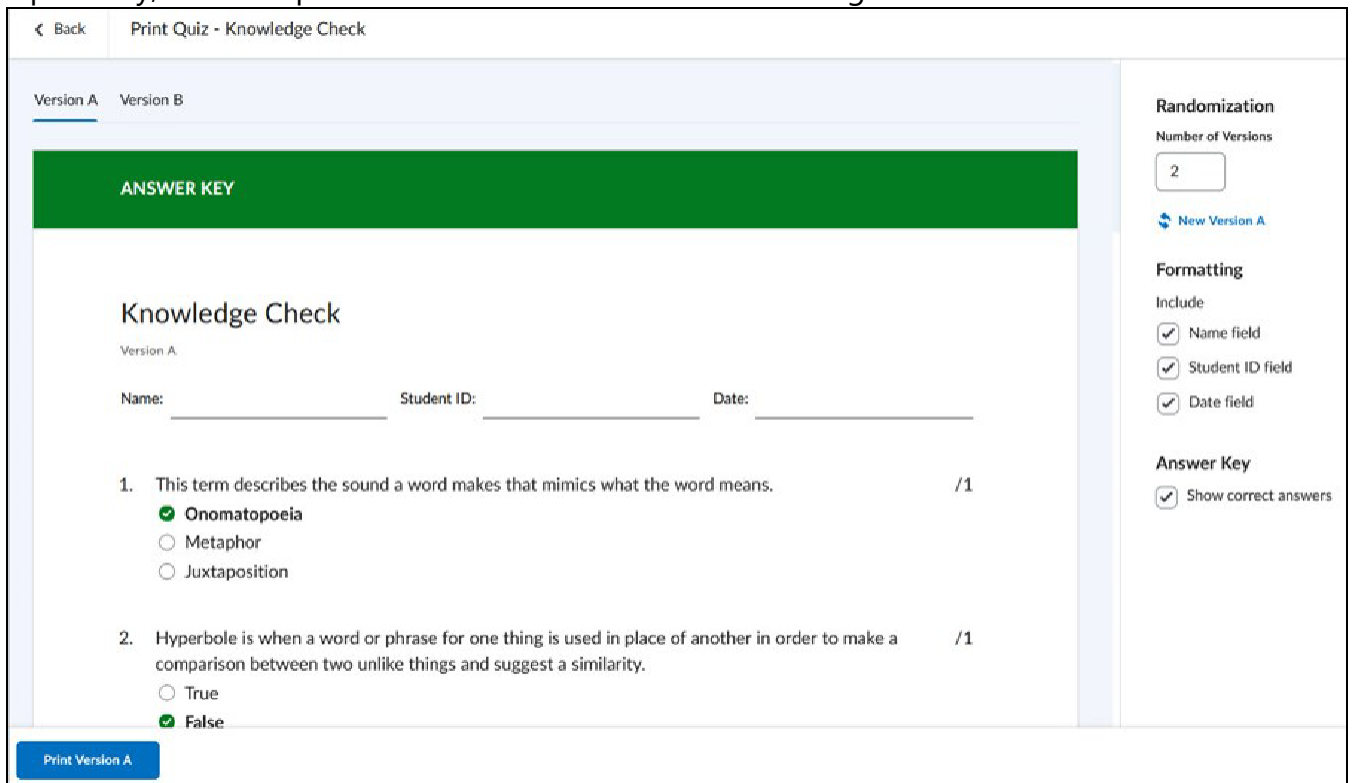 Back
Print Quiz - Knowledge Check
Version A Version B
ANSWER KEY
Knowledge Check
Version A
Name: Student ID: Date:
1. This term describes the sound a word makes that mimics what the word means. /1
Onomatopoeia
Metaphor
Juxtaposition
2. Hyperbole is when a word or phrase for one thing is used in place of another in order to make a /1
comparison between two unlike things and suggest a similarity.
True
False
Print Version A
Randomization
Number of Versions
2
New Version A
Formatting
Include
Name field
Student ID field
Date field
Answer Key
Show correct answers